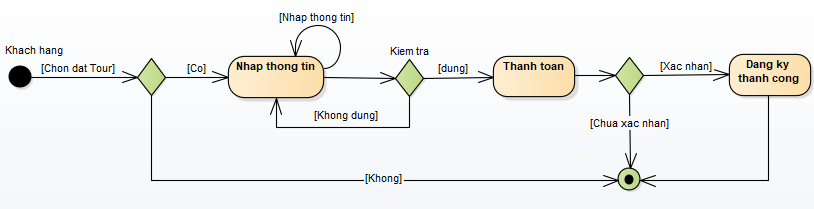 [Nhap thong tin]
Khach hang
Kiem tra
[Chon dat Tour]
[Co]
Nhap thong tin
[dung]
Thanh toan
[Xac nhan]
Dang ky
thanh cong
[Khong dung]
[Chua xac nhan]
[Khong]